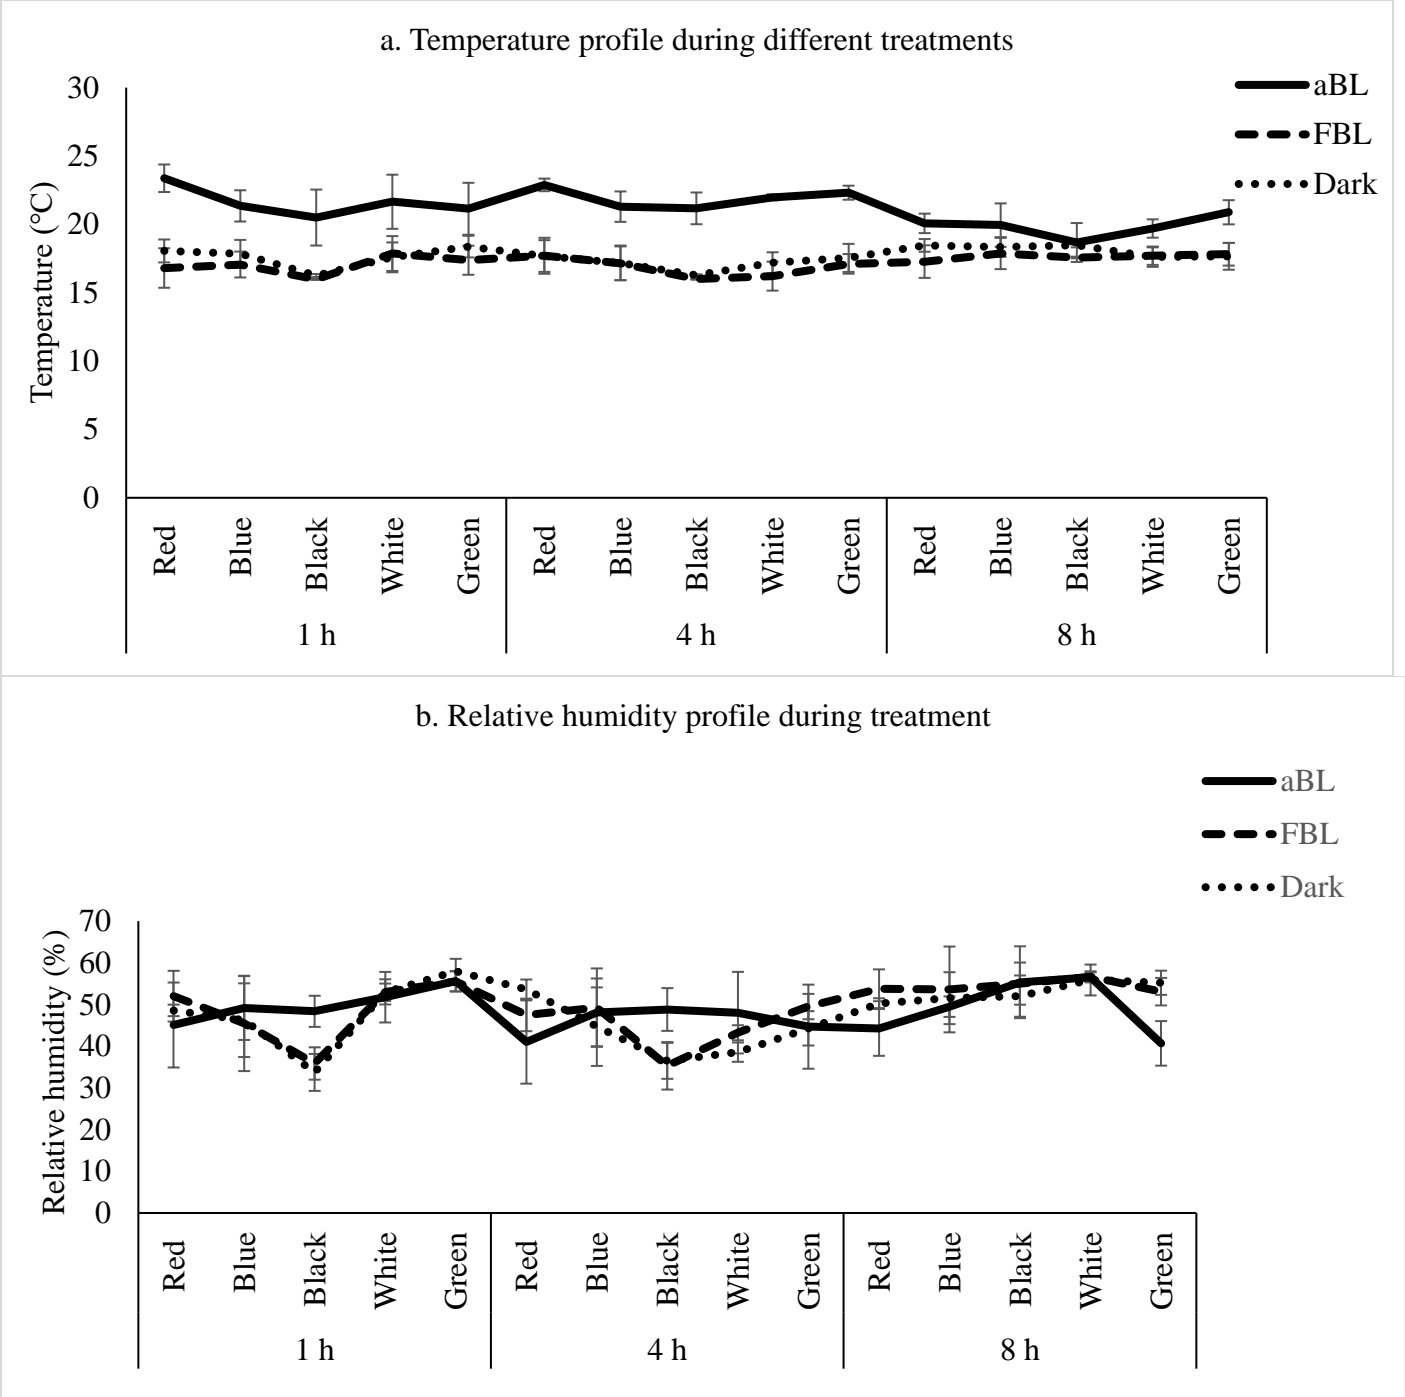 a. Temperature profile during different treatments
aBL
FBL
Dark
Temperature (°C)
30
25
20
15
10
5
0
Red Blue Black White Green Red Blue Black White Green Red Blue Black White Green
1 h 4 h 8 h
b. Relative humidity profile during treatment
aBL
FBL
Dark
Relative humidity (%)
70
60
50
40
30
20
10
0
Red Blue Black White Green Red Blue Black White Green Red Blue Black White Green
1 h 4 h 8 h